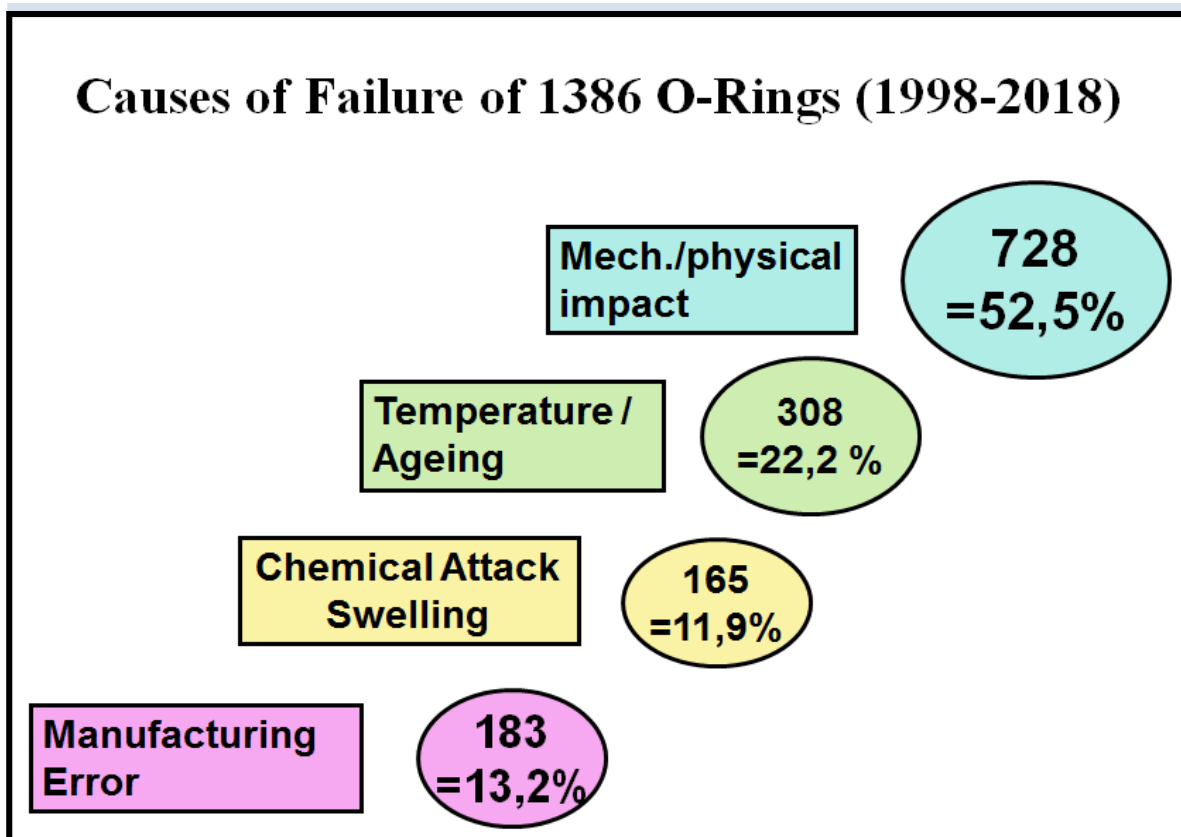 Causes of Failure of 1386 O-Rings (1998-2018)
Mech./physical
impact
728
=52,5%
Temperature /
Ageing
308
=22,2 %
Chemical Attack
Swelling
165
=11,9%
Manufacturing
Error
183
=13,2%